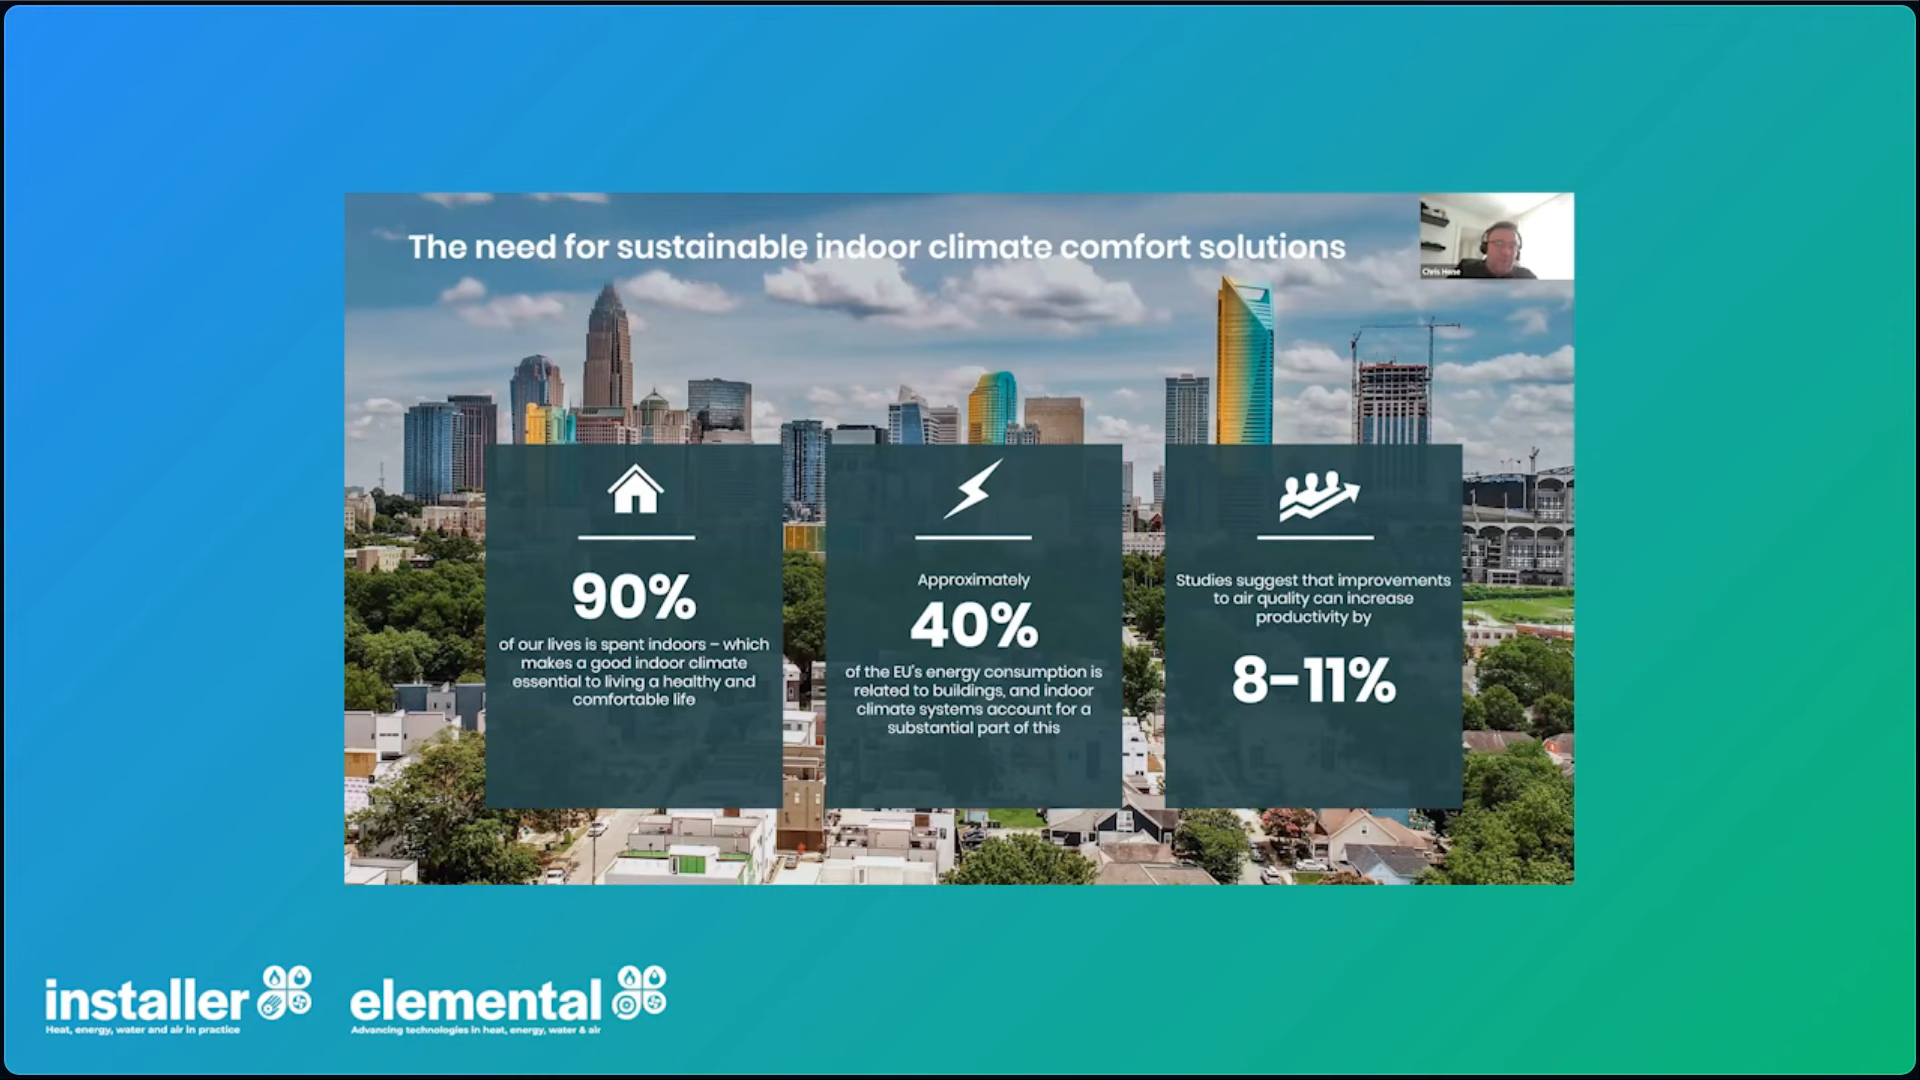 The need for sustainable indoor climate comfort solutions
Chris Hone
90%
of our lives is spent indoors – which
makes a good indoor climate
essential to living a healthy and
comfortable life
Approximately
40%
of the EU's energy consumption is
related to buildings, and indoor
climate systems account for a
substantial part of this
Studies suggest that improvements
to air quality can increase
productivity by
8–11%
installer
Heat, energy, water and air in practice
elemental
Advancing technologies in heat, energy, water & air